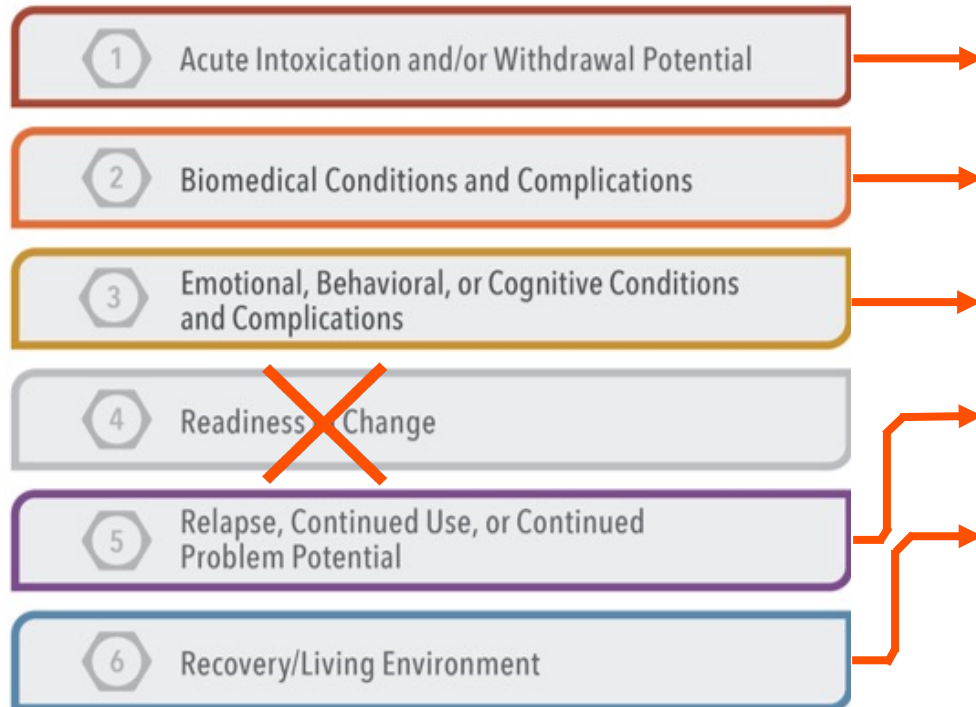 1 Acute Intoxication and/or Withdrawal Potential
2 Biomedical Conditions and Complications
3 Emotional, Behavioral, or Cognitive Conditions
and Complications
4 Readiness Change
5 Relapse, Continued Use, or Continued
Problem Potential
6 Recovery/Living Environment